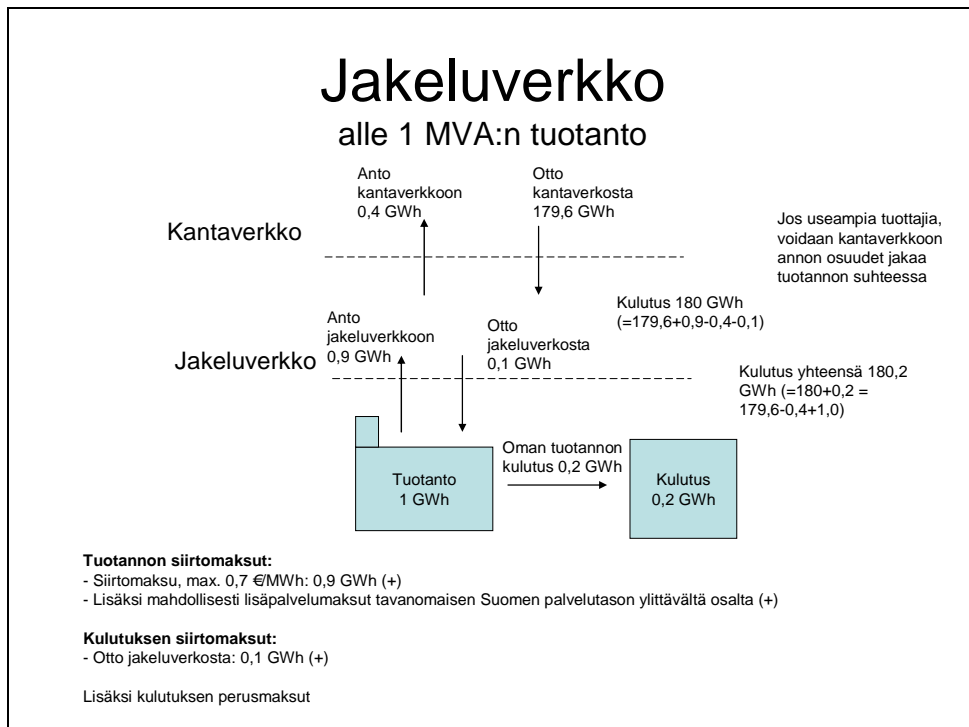 Jakeluverkko
alle 1 MVA:n tuotanto
Anto
kantaverkkoon
0,4 GWh
Otto
kantaverkosta
179,6 GWh
Jos useampia tuottajia,
voidaan kantaverkkoon
annon osuudet jakaa
tuotannon suhteessa
Kantaverkko
Kulutus 180 GWh
(=179,6+0,9-0,4-0,1)
Anto
jakeluverkkoon
0,9 GWh
Otto
jakeluverkosta
0,1 GWh
Jakeluverkko
Kulutus yhteensä 180,2
GWh (=180+0,2 =
179,6-0,4+1,0)
Oman tuotannon
kulutus 0,2 GWh
Tuotanto
1 GWh
Kulutus
0,2 GWh
Tuotannon siirtomaksut:
- Siirtomaksu, max. 0,7 €/MWh: 0,9 GWh (+)
- Lisäksi mahdollisesti lisäpalvelumaksut tavanomaisen Suomen palvelutason ylittävältä osalta (+)
Kulutuksen siirtomaksut:
- Otto jakeluverkosta: 0,1 GWh (+)
Lisäksi kulutuksen perusmaksut